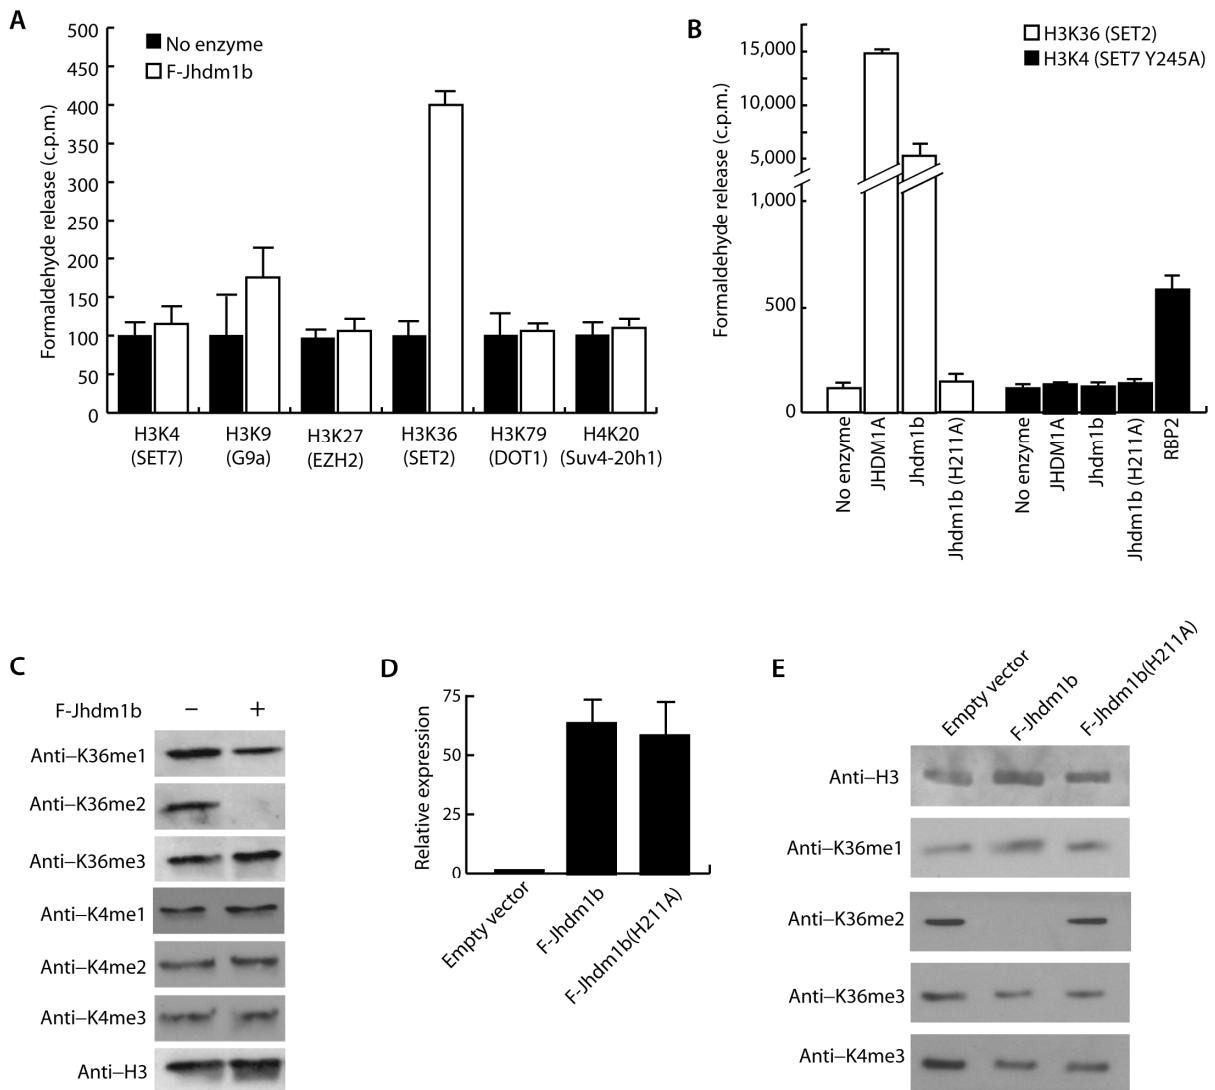 A
500
450
400
350
300
250
200
150
100
50
0
Formaldehyde release (c.p.m.)
No enzyme
F-Jhdm1b
H3K4
(SET7)
H3K9
(G9a)
H3K27
(EZH2)
H3K36
(SET2)
H3K79
(DOT1)
H4K20
(Suv4-20h1)
B
15,000
10,000
5,000
1,000
500
0
Formaldehyde release (c.p.m.)
H3K36 (SET2)
H3K4 (SET7 Y245A)
No enzyme
JHDM1A
Jhdm1b
Jhdm1b (H211A)
No enzyme
JHDM1A
Jhdm1b
Jhdm1b (H211A)
RBP2
C
F-Jhdm1b − +
Anti–K36me1
Anti–K36me2
Anti–K36me3
Anti–K4me1
Anti–K4me2
Anti–K4me3
Anti–H3
D
75
50
25
0
Relative expression
Empty vector
F-Jhdm1b
F-Jhdm1b(H211A)
E
Empty vector
F-Jhdm1b
F-Jhdm1b(H211A)
Anti–H3
Anti–K36me1
Anti–K36me2
Anti–K36me3
Anti–K4me3